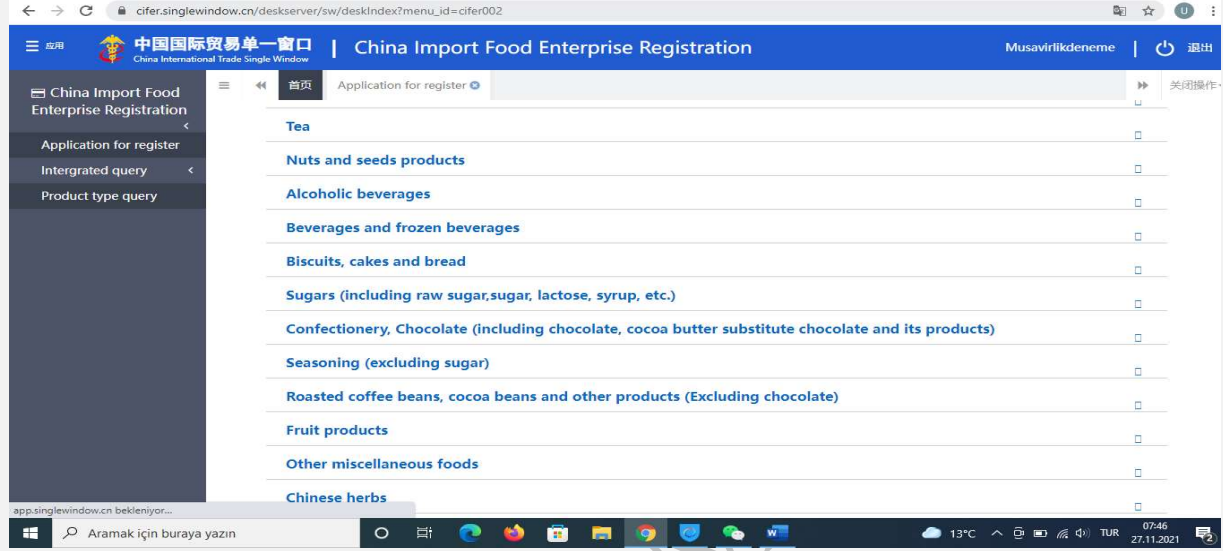 cifer.singlewindow.cn/deskserver/sw/deskIndex?menu_id=cifer002
U
应用
中国国际贸易单一窗口
China International Trade Single Window
| China Import Food Enterprise Registration
Musavirlikdeneme
|
退出
China Import Food
Enterprise Registration
Application for register
Intergrated query
Product type query
首页
Application for register
关闭操作
Tea
Nuts and seeds products
Alcoholic beverages
Beverages and frozen beverages
Biscuits, cakes and bread
Sugars (including raw sugar,sugar, lactose, syrup, etc.)
Confectionery, Chocolate (including chocolate, cocoa butter substitute chocolate and its products)
Seasoning (excluding sugar)
Roasted coffee beans, cocoa beans and other products (Excluding chocolate)
Fruit products
Other miscellaneous foods
Chinese herbs
app.singlewindow.cn bekleniyor...
Aramak için buraya yazın
13°C
TUR
07:46
27.11.2021
2